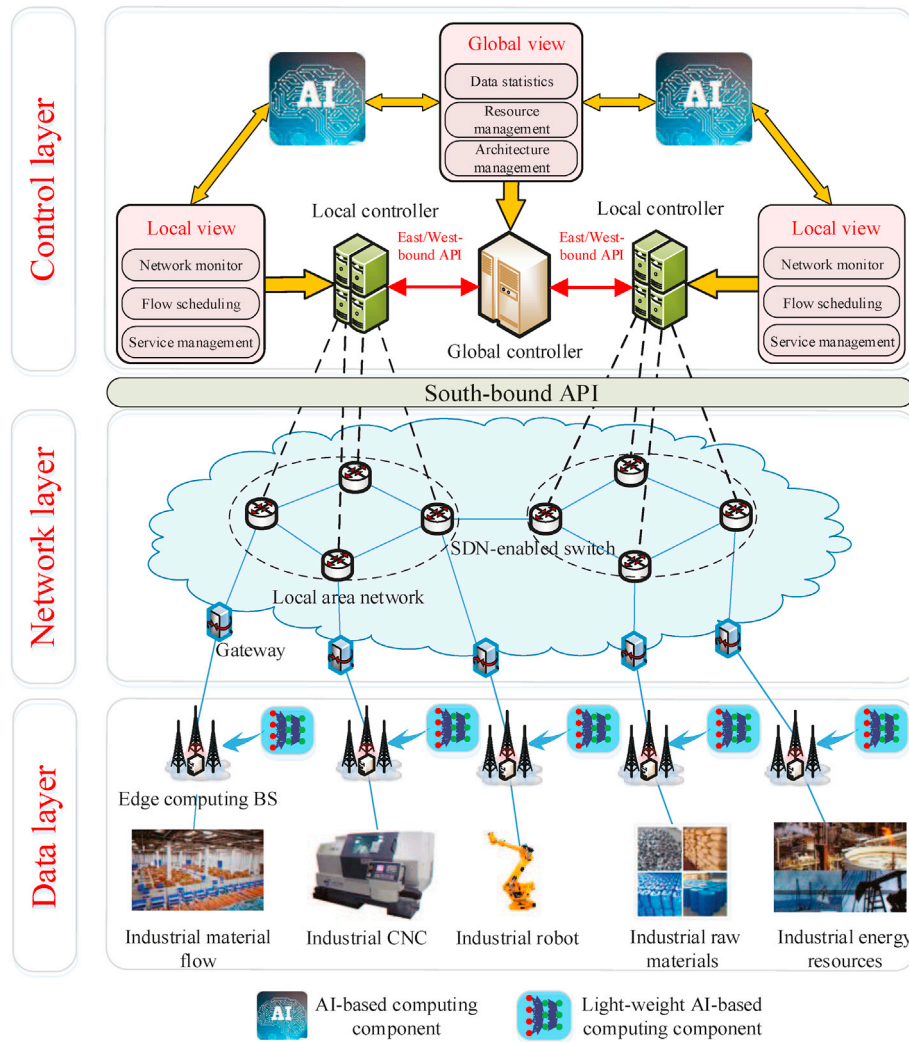 Control layer
Global view
Data statistics
Resource
management
Architecture
management
AI
AI
Local view
Network monitor
Flow scheduling
Service management
Local controller
East/West-
bound API
East/West-
bound API
Local controller
Local view
Network monitor
Flow scheduling
Service management
Global controller
South-bound API
Network layer
SDN-enabled switch
Local area network
Gateway
Data layer
Edge computing BS
Industrial material
flow
Industrial CNC
Industrial robot
Industrial raw
materials
Industrial energy
resources
AI
AI-based computing
component
Light-weight AI-based
computing component